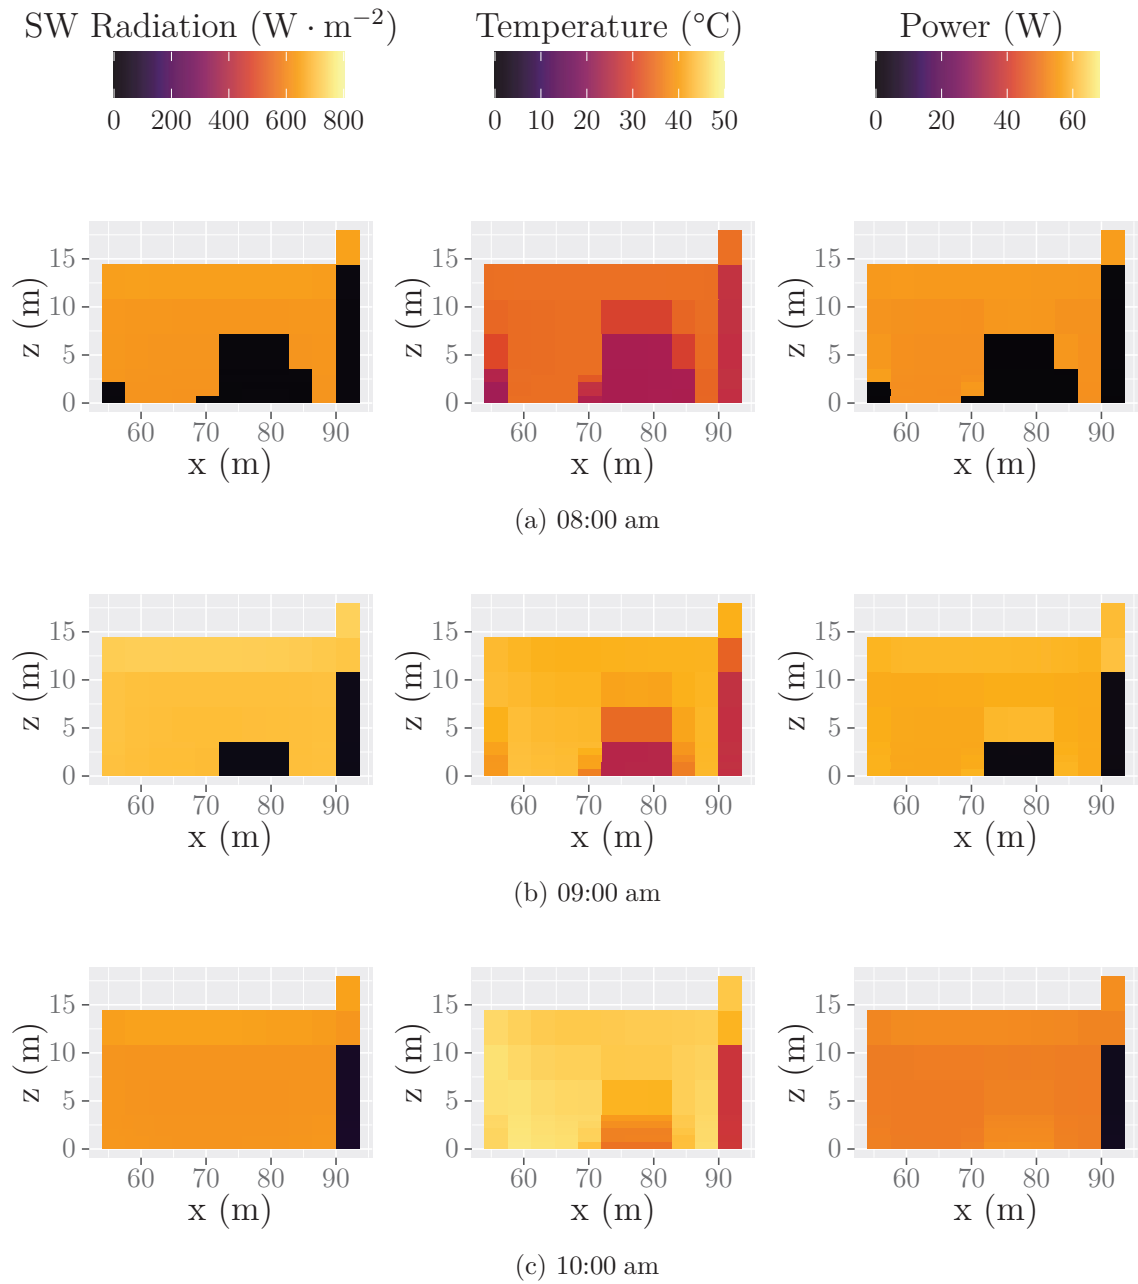 SW Radiation (W · m⁻²) Temperature (°C) Power (W)
0 200 400 600 800 0 10 20 30 40 50 0 20 40 60
z (m) 15 10 5 0 z (m) 15 10 5 0 z (m) 15 10 5 0
60 70 80 90 60 70 80 90 60 70 80 90
x (m) x (m) x (m)
(a) 08:00 am
z (m) 15 10 5 0 z (m) 15 10 5 0 z (m) 15 10 5 0
60 70 80 90 60 70 80 90 60 70 80 90
x (m) x (m) x (m)
(b) 09:00 am
z (m) 15 10 5 0 z (m) 15 10 5 0 z (m) 15 10 5 0
60 70 80 90 60 70 80 90 60 70 80 90
x (m) x (m) x (m)
(c) 10:00 am